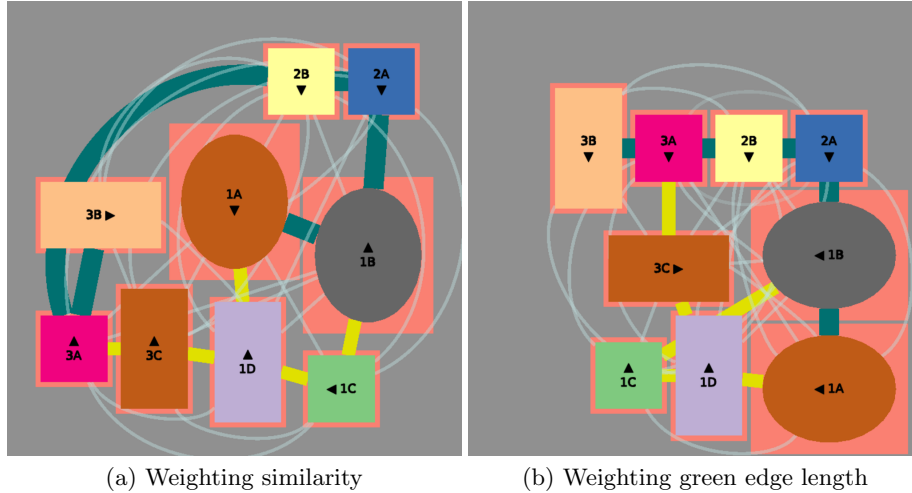 2B
▼
2A
▼
1A
▼
3B ►
▲
1B
▲
3A
▲
3C
▲
1D
◄ 1C
(a) Weighting similarity
3B
▼
3A
▼
2B
▼
2A
▼
◄ 1B
3C ►
▲
1C
▲
1D
◄ 1A
(b) Weighting green edge length